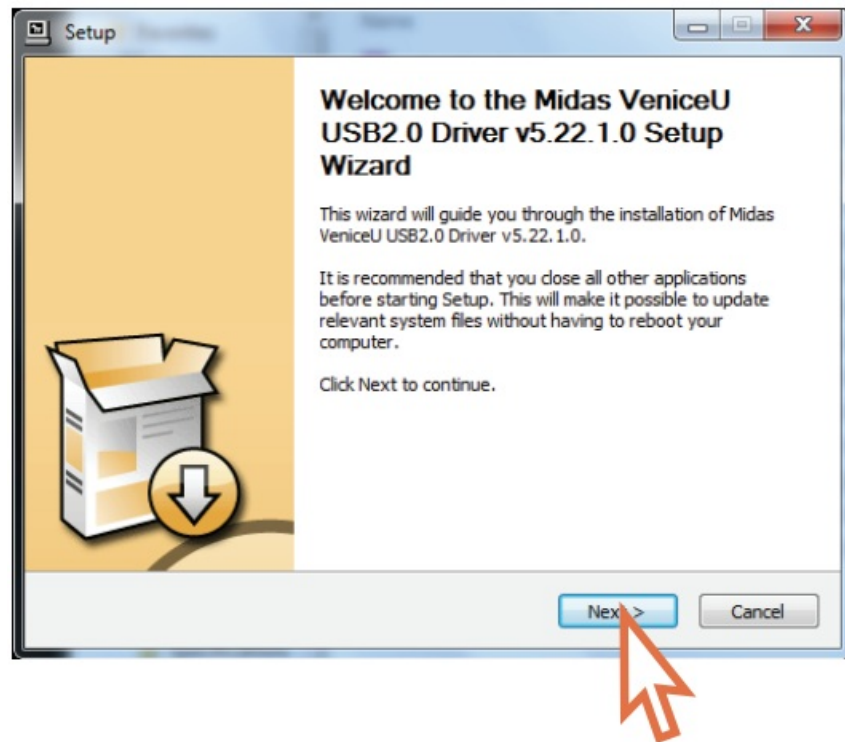 Setup
Welcome to the Midas VeniceU
USB2.0 Driver v5.22.1.0 Setup
Wizard
This wizard will guide you through the installation of Midas
VeniceU USB2.0 Driver v5.22.1.0.
It is recommended that you close all other applications
before starting Setup. This will make it possible to update
relevant system files without having to reboot your
computer.
Click Next to continue.
Next >
Cancel